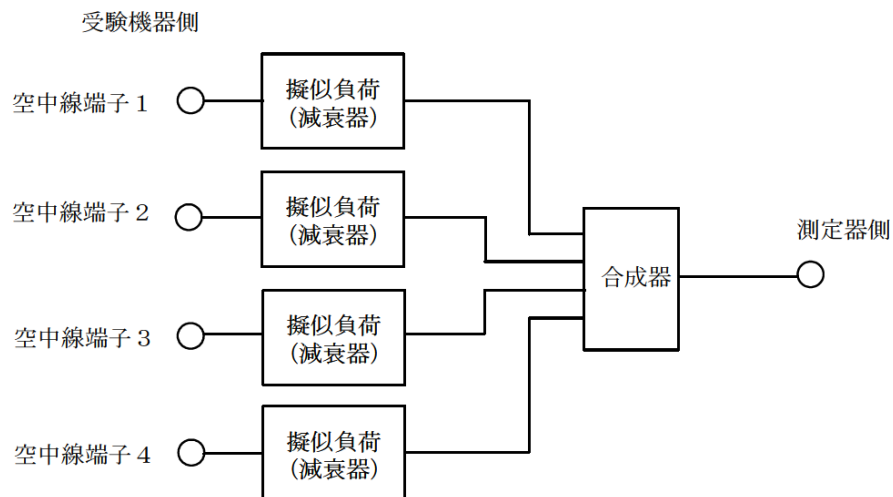 受験機器側
空中線端子１
擬似負荷
（減衰器）
空中線端子２
擬似負荷
（減衰器）
空中線端子３
擬似負荷
（減衰器）
空中線端子４
擬似負荷
（減衰器）
合成器
測定器側